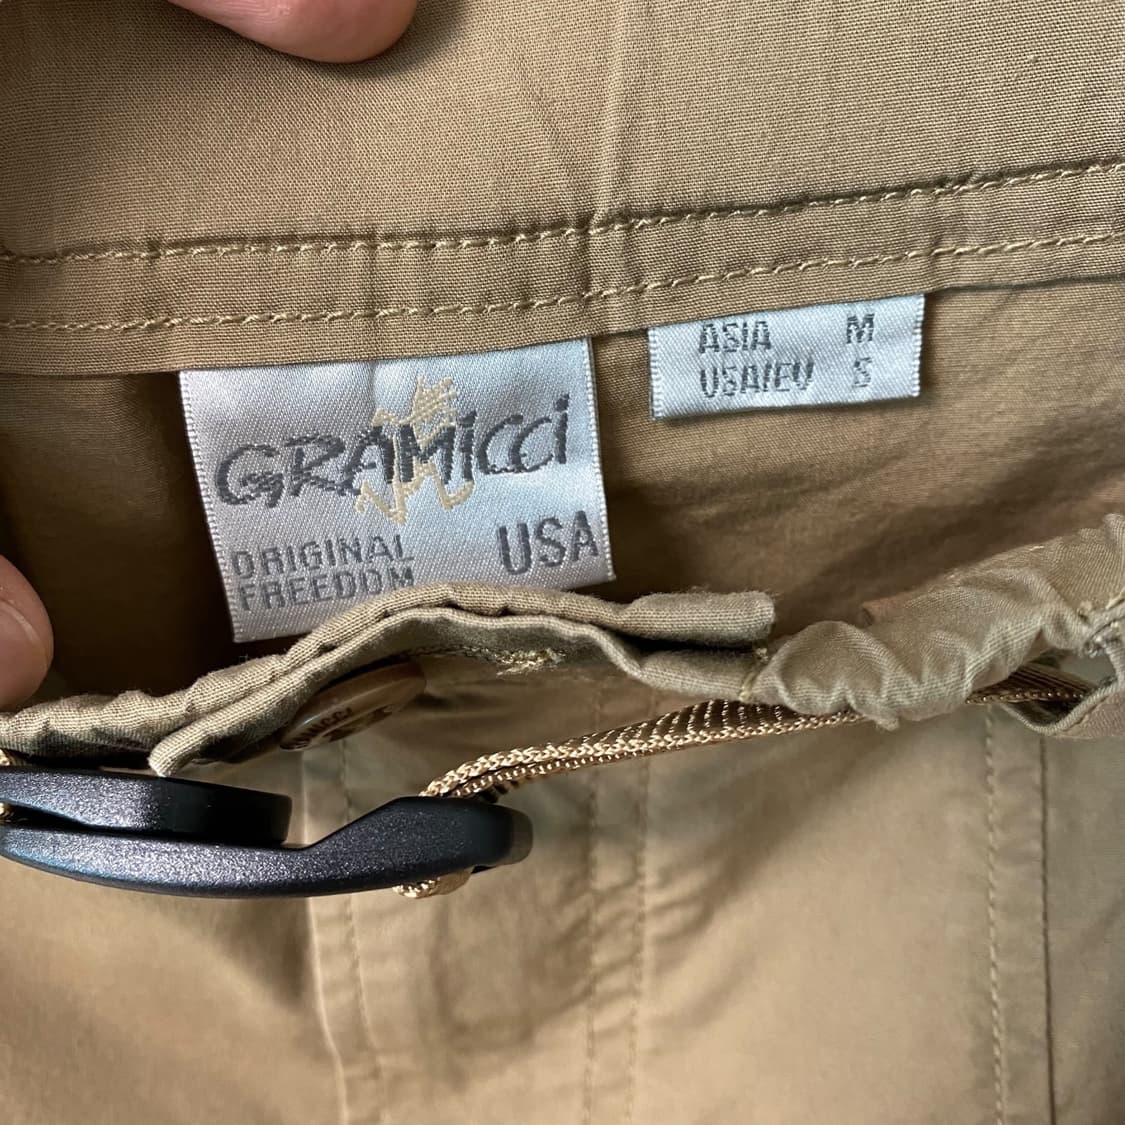 GRAMiCCi
ORIGINAL
FREEDOM
USA
ASIA M
USA/EU S